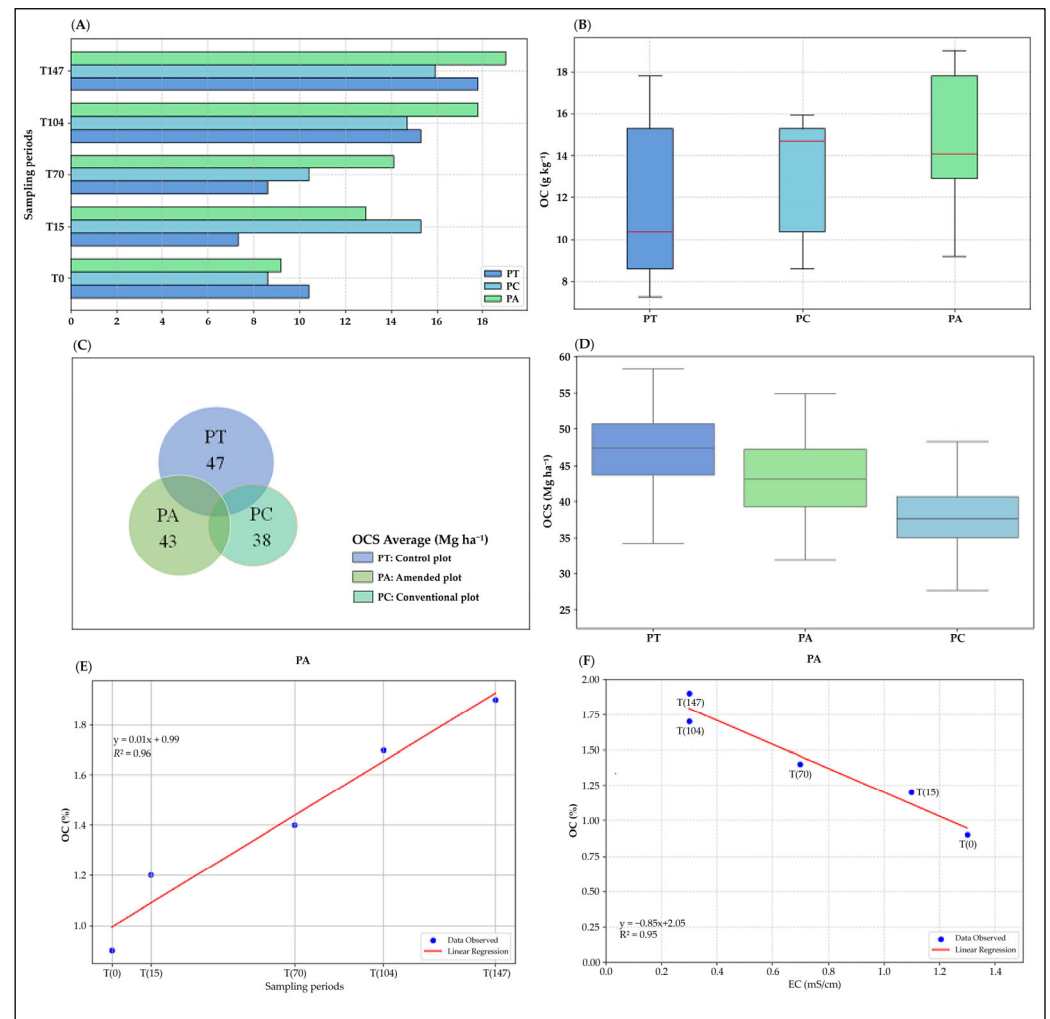 (A)
Sampling periods
T147
T104
T70
T15
T0
PT
PC
PA
0 2 4 6 8 10 12 14 16 18
(B)
OC (g kg⁻¹)
18
16
14
12
10
8
PT PC PA
(C)
PT
47
PA
43
PC
38
OCS Average (Mg ha⁻¹)
PT: Control plot
PA: Amended plot
PC: Conventional plot
(D)
OCS (Mg ha⁻¹)
60
55
50
45
40
35
30
25
PT PA PC
(E)
PA
OC (%)
1.8
1.6
1.4
1.2
1.0
y = 0.01x + 0.99
R² = 0.96
Data Observed
Linear Regression
T(0) T(15) T(70) T(104) T(147)
Sampling periods
(F)
PA
OC (%)
2.00
1.75
1.50
1.25
1.00
0.75
0.50
0.25
0.00
T(147)
T(104)
T(70)
T(15)
T(0)
y = −0.85x+2.05
R² = 0.95
Data Observed
Linear Regression
0.0 0.2 0.4 0.6 0.8 1.0 1.2 1.4
EC (mS/cm)